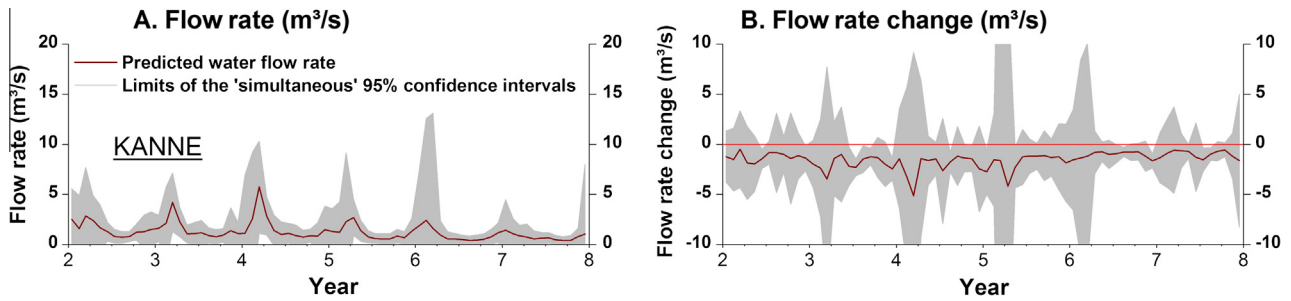 A. Flow rate (m³/s)
Flow rate (m³/s)
20
15
10
5
0
20
15
10
5
0
Predicted water flow rate
Limits of the 'simultaneous' 95% confidence intervals
KANNE
2 3 4 5 6 7 8
Year
B. Flow rate change (m³/s)
Flow rate change (m³/s)
10
5
0
-5
-10
10
5
0
-5
-10
2 3 4 5 6 7 8
Year